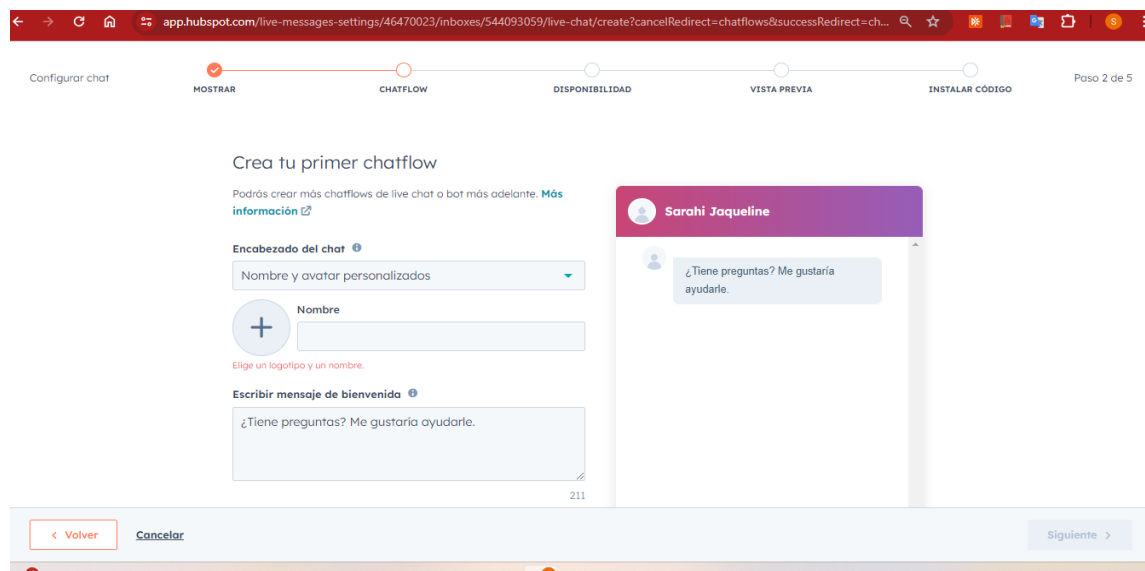 app.hubspot.com/live-messages-settings/46470023/inboxes/544093059/live-chat/create?cancelRedirect=chatflows&successRedirect=ch...
S
Configurar chat
MOSTRAR
CHATFLOW
DISPONIBILIDAD
VISTA PREVIA
INSTALAR CÓDIGO
Paso 2 de 5
Crea tu primer chatflow
Podrás crear más chatflows de live chat o bot más adelante. Más
información
Encabezado del chat
Nombre y avatar personalizados
Nombre
Elige un logotipo y un nombre.
Escribir mensaje de bienvenida
¿Tiene preguntas? Me gustaría ayudarle.
211
Sarahi Jaqueline
¿Tiene preguntas? Me gustaría
ayudarle.
Volver
Cancelar
Siguiente